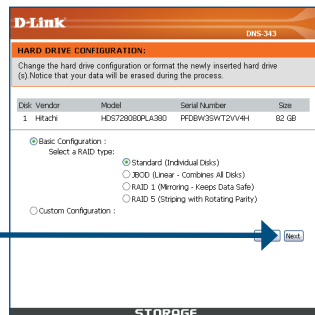 D-Link
DNS-343
HARD DRIVE CONFIGURATION:
Change the hard drive configuration or format the newly inserted hard drive
(s).Notice that your data will be erased during the process.
Disk Vendor Model Serial Number Size
1 Hitachi HDS728080PLA380 PFDBW3SWT2VV4H 82 GB
Basic Configuration :
Select a RAID type:
Standard (Individual Disks)
JBOD (Linear - Combines All Disks)
RAID 1 (Mirroring - Keeps Data Safe)
RAID 5 (Striping with Rotating Parity)
Custom Configuration :
Next
STORAGE